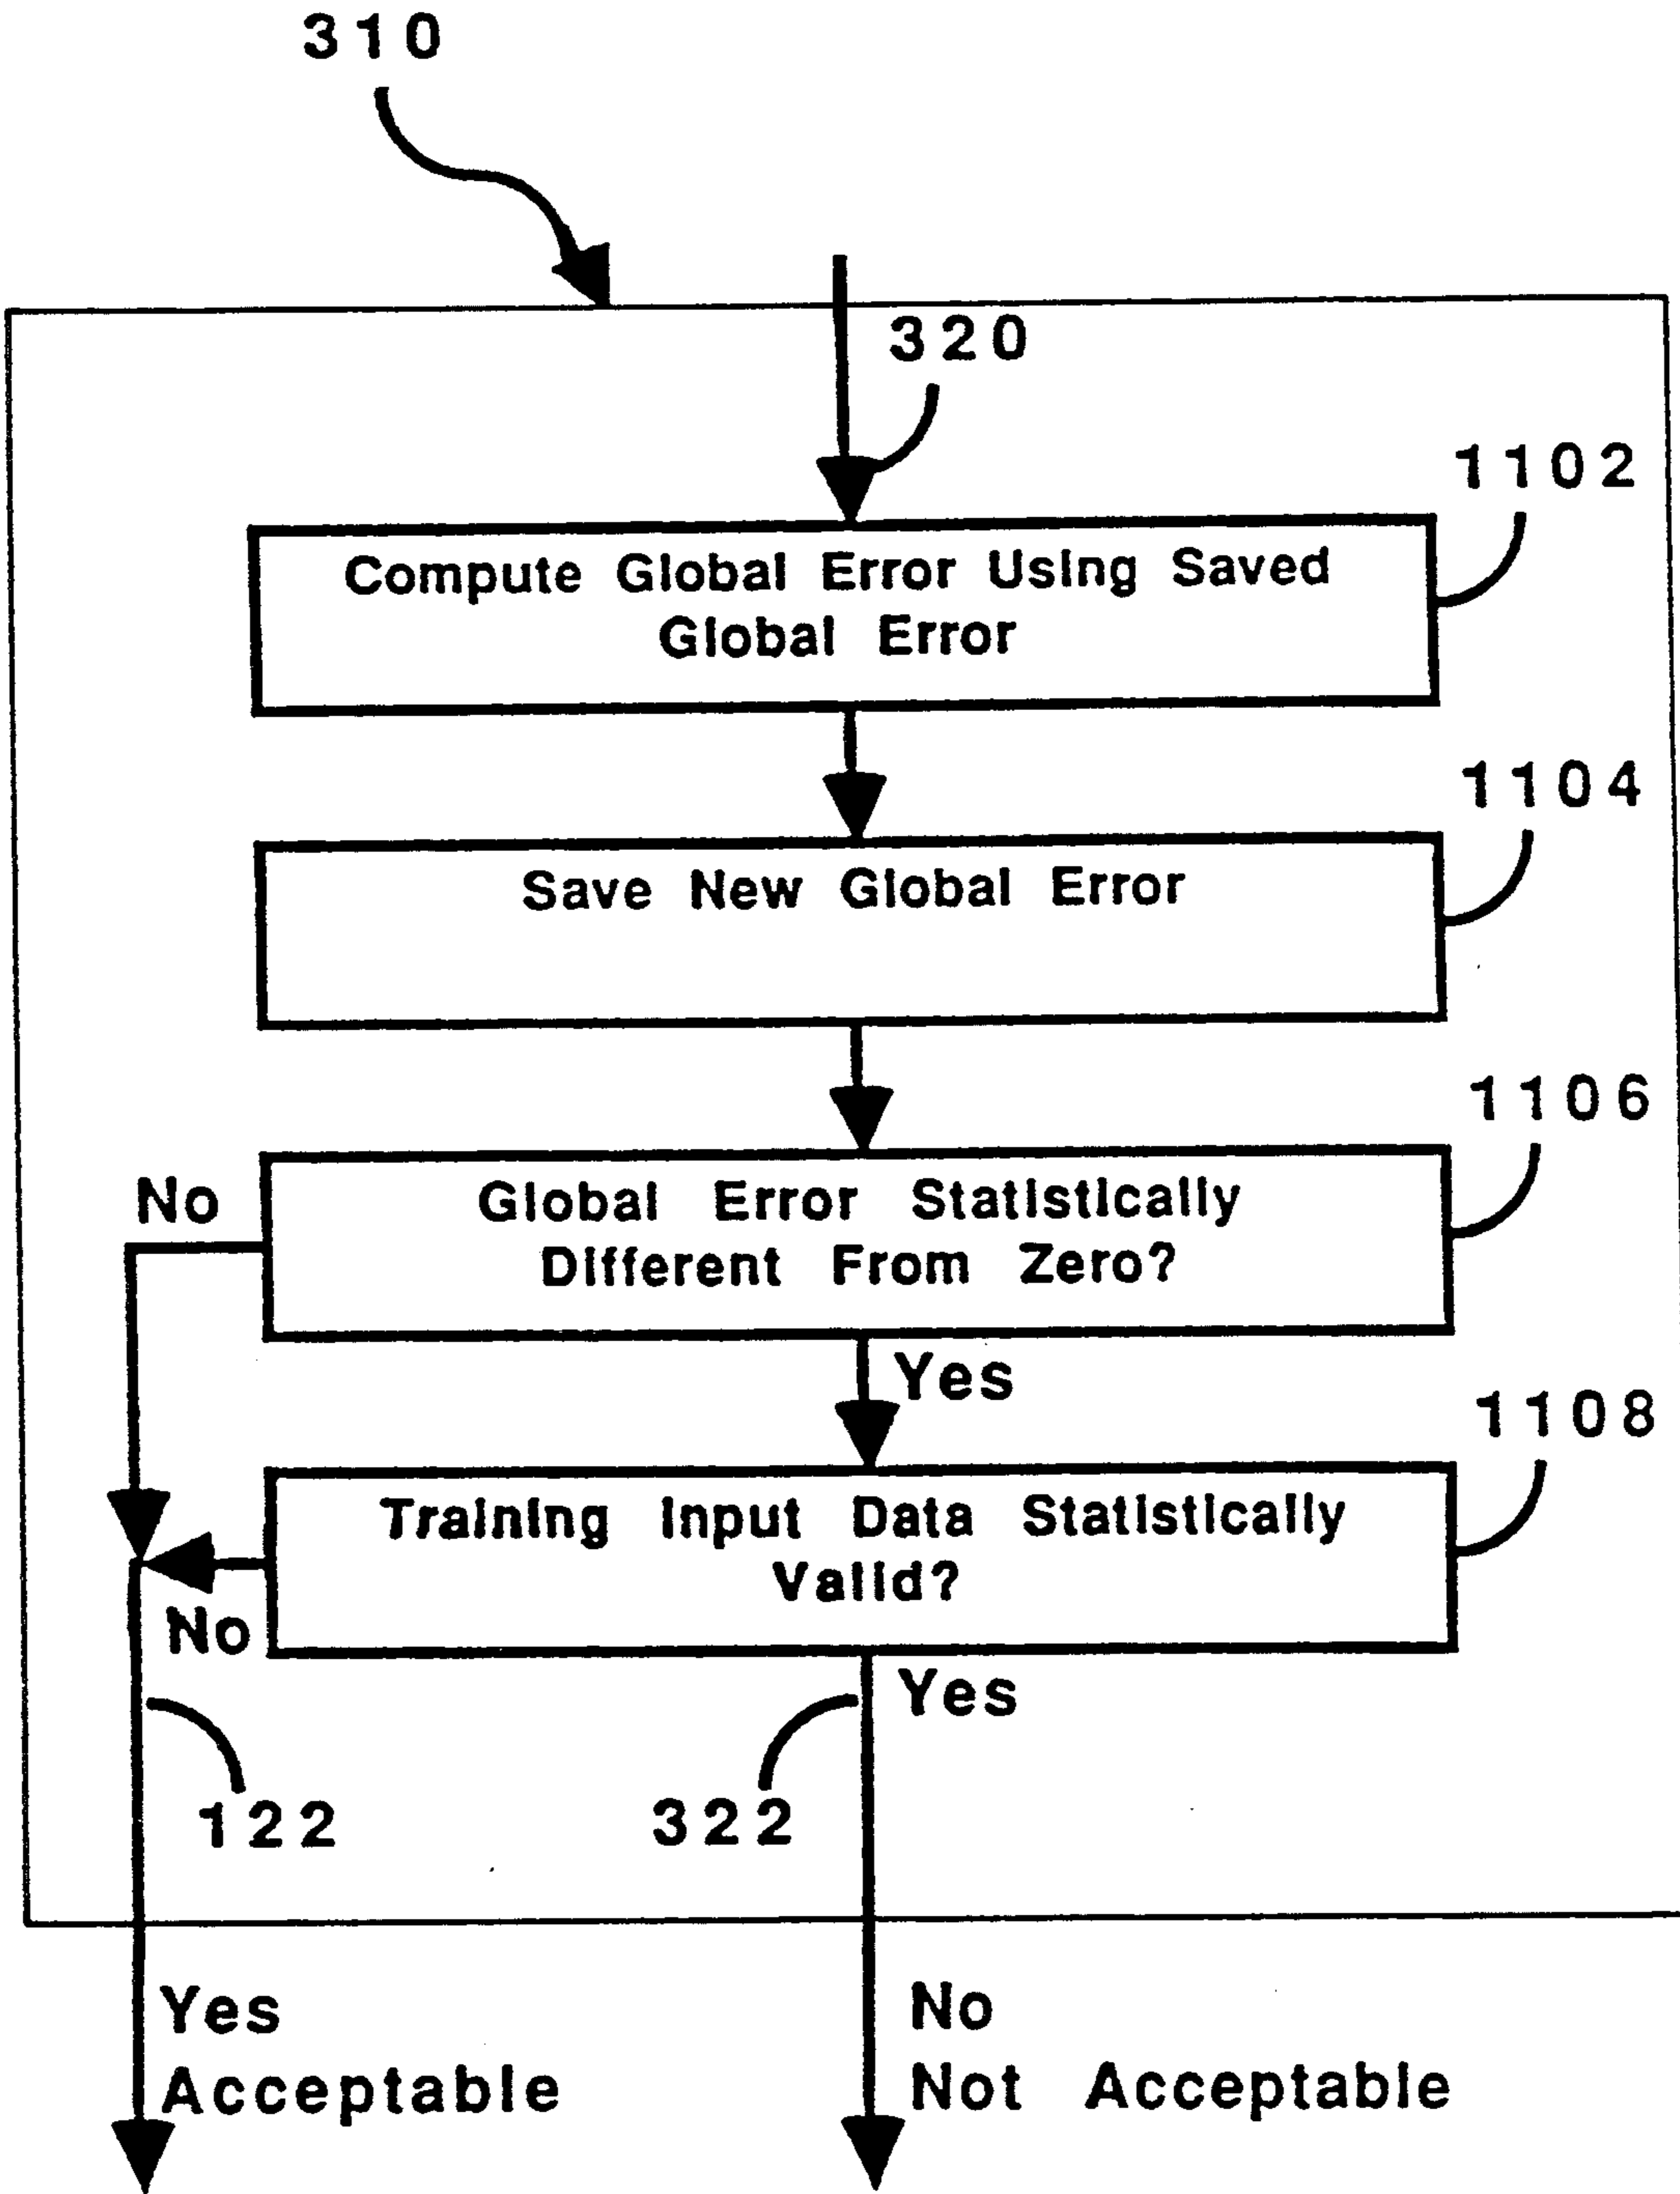 310
320
1102
Compute Global Error Using Saved
Global Error
1104
Save New Global Error
1106
No
Global Error Statistically
Different From Zero?
Yes
1108
Training Input Data Statistically
Valid?
No
Yes
122
322
Yes
Acceptable
No
Not Acceptable